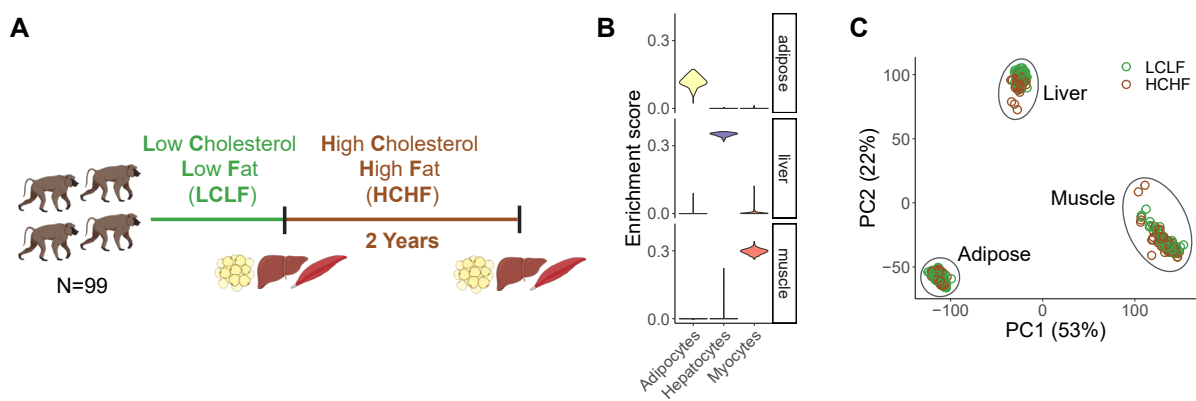 A
Low Cholesterol
Low Fat
(LCLF)
High Cholesterol
High Fat
(HCHF)
2 Years
N=99
B
Enrichment score
0.3
0.0
adipose
0.3
0.0
liver
0.3
0.0
muscle
Adipocytes
Hepatocytes
Myocytes
C
LCLF
HCHF
PC2 (22%)
100
50
0
−50
Liver
Muscle
Adipose
−100
0
100
PC1 (53%)